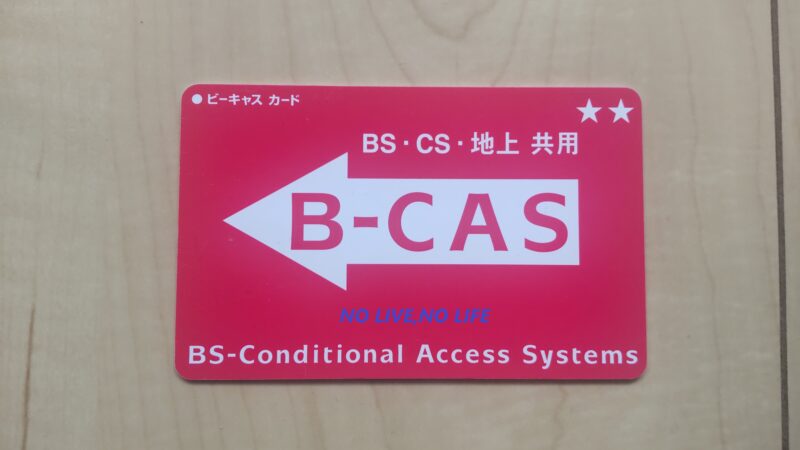 ●ビーキャス カード
★★
BS・CS・地上 共用
B-CAS
NO LIVE,NO LIFE
BS-Conditional Access Systems